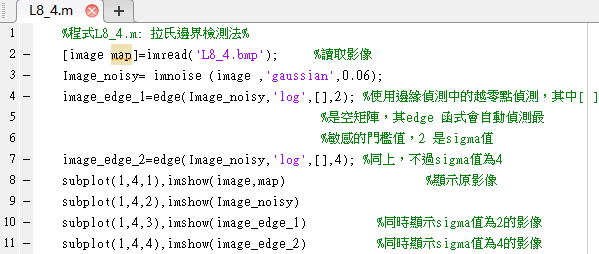 L8_4.m
1 %程式L8_4.m: 拉氏邊界檢測法%
2 — [image map]=imread('L8_4.bmp'); %讀取影像
3 — Image_noisy= imnoise (image ,'gaussian',0.06);
4 — image_edge_1=edge(Image_noisy,'log',[],2); %使用邊緣偵測中的越零點偵測，其中[ ]
5 %是空矩陣，其edge 函式會自動偵測最
6 %敏感的門檻值，2 是sigma值
7 — image_edge_2=edge(Image_noisy,'log',[],4); %同上，不過sigma值為4
8 — subplot(1,4,1),imshow(image,map) %顯示原影像
9 — subplot(1,4,2),imshow(Image_noisy)
10 — subplot(1,4,3),imshow(image_edge_1) %同時顯示sigma值為2的影像
11 — subplot(1,4,4),imshow(image_edge_2) %同時顯示sigma值為4的影像